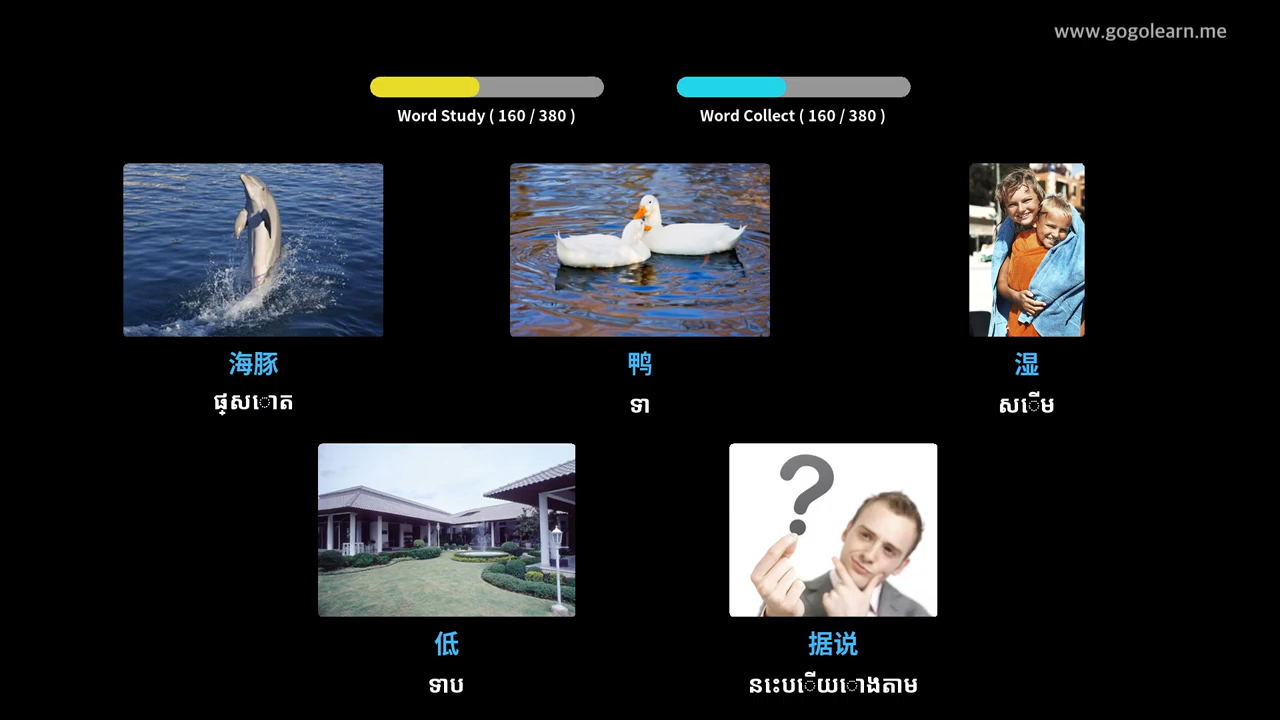 www.gogolearn.me
Word Study ( 160 / 380 )
Word Collect ( 160 / 380 )
海豚
ផ្សោត
鸭
ទា
湿
សើម
低
ទាប
据说
នេះបើយោងតាម